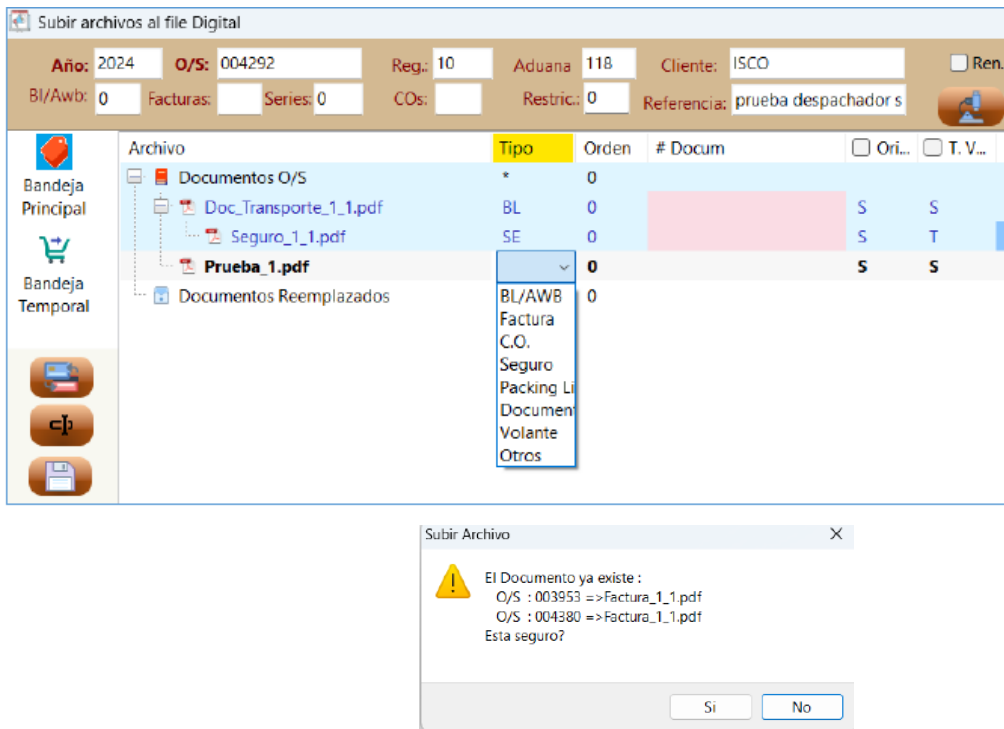 Subir archivos al file Digital
Año: 2024 O/S: 004292 Reg.: 10 Aduana 118 Cliente: ISCO Ren.
Bl/Awb: 0 Facturas: Series: 0 COs: Restric.: 0 Referencia: prueba despachador s
Bandeja Principal
Bandeja Temporal
Archivo Tipo Orden # Docum Ori... T. V...
Documentos O/S * 0
Doc_Transporte_1_1.pdf BL 0 S S
Seguro_1_1.pdf SE 0 S T
Prueba_1.pdf 0 S S
Documentos Reemplazados 0
BL/AWB
Factura
C.O.
Seguro
Packing Li
Documen
Volante
Otros
Subir Archivo
El Documento ya existe :
O/S : 003953 =>Factura_1_1.pdf
O/S : 004380 =>Factura_1_1.pdf
Esta seguro?
Si No